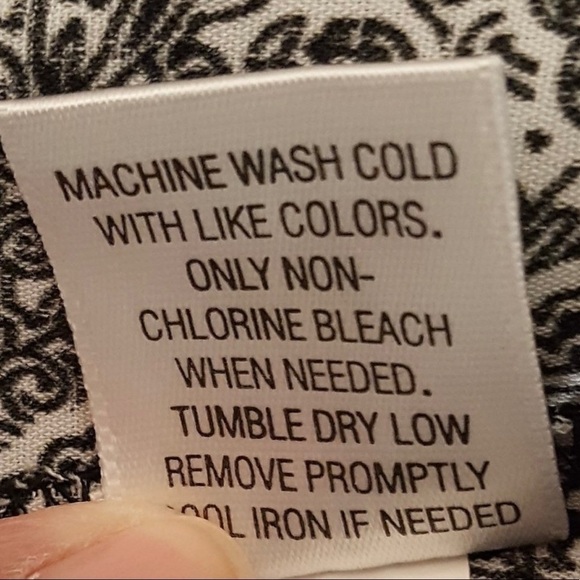 MACHINE WASH COLD
WITH LIKE COLORS.
ONLY NON-
CHLORINE BLEACH
WHEN NEEDED.
TUMBLE DRY LOW
REMOVE PROMPTLY
COOL IRON IF NEEDED